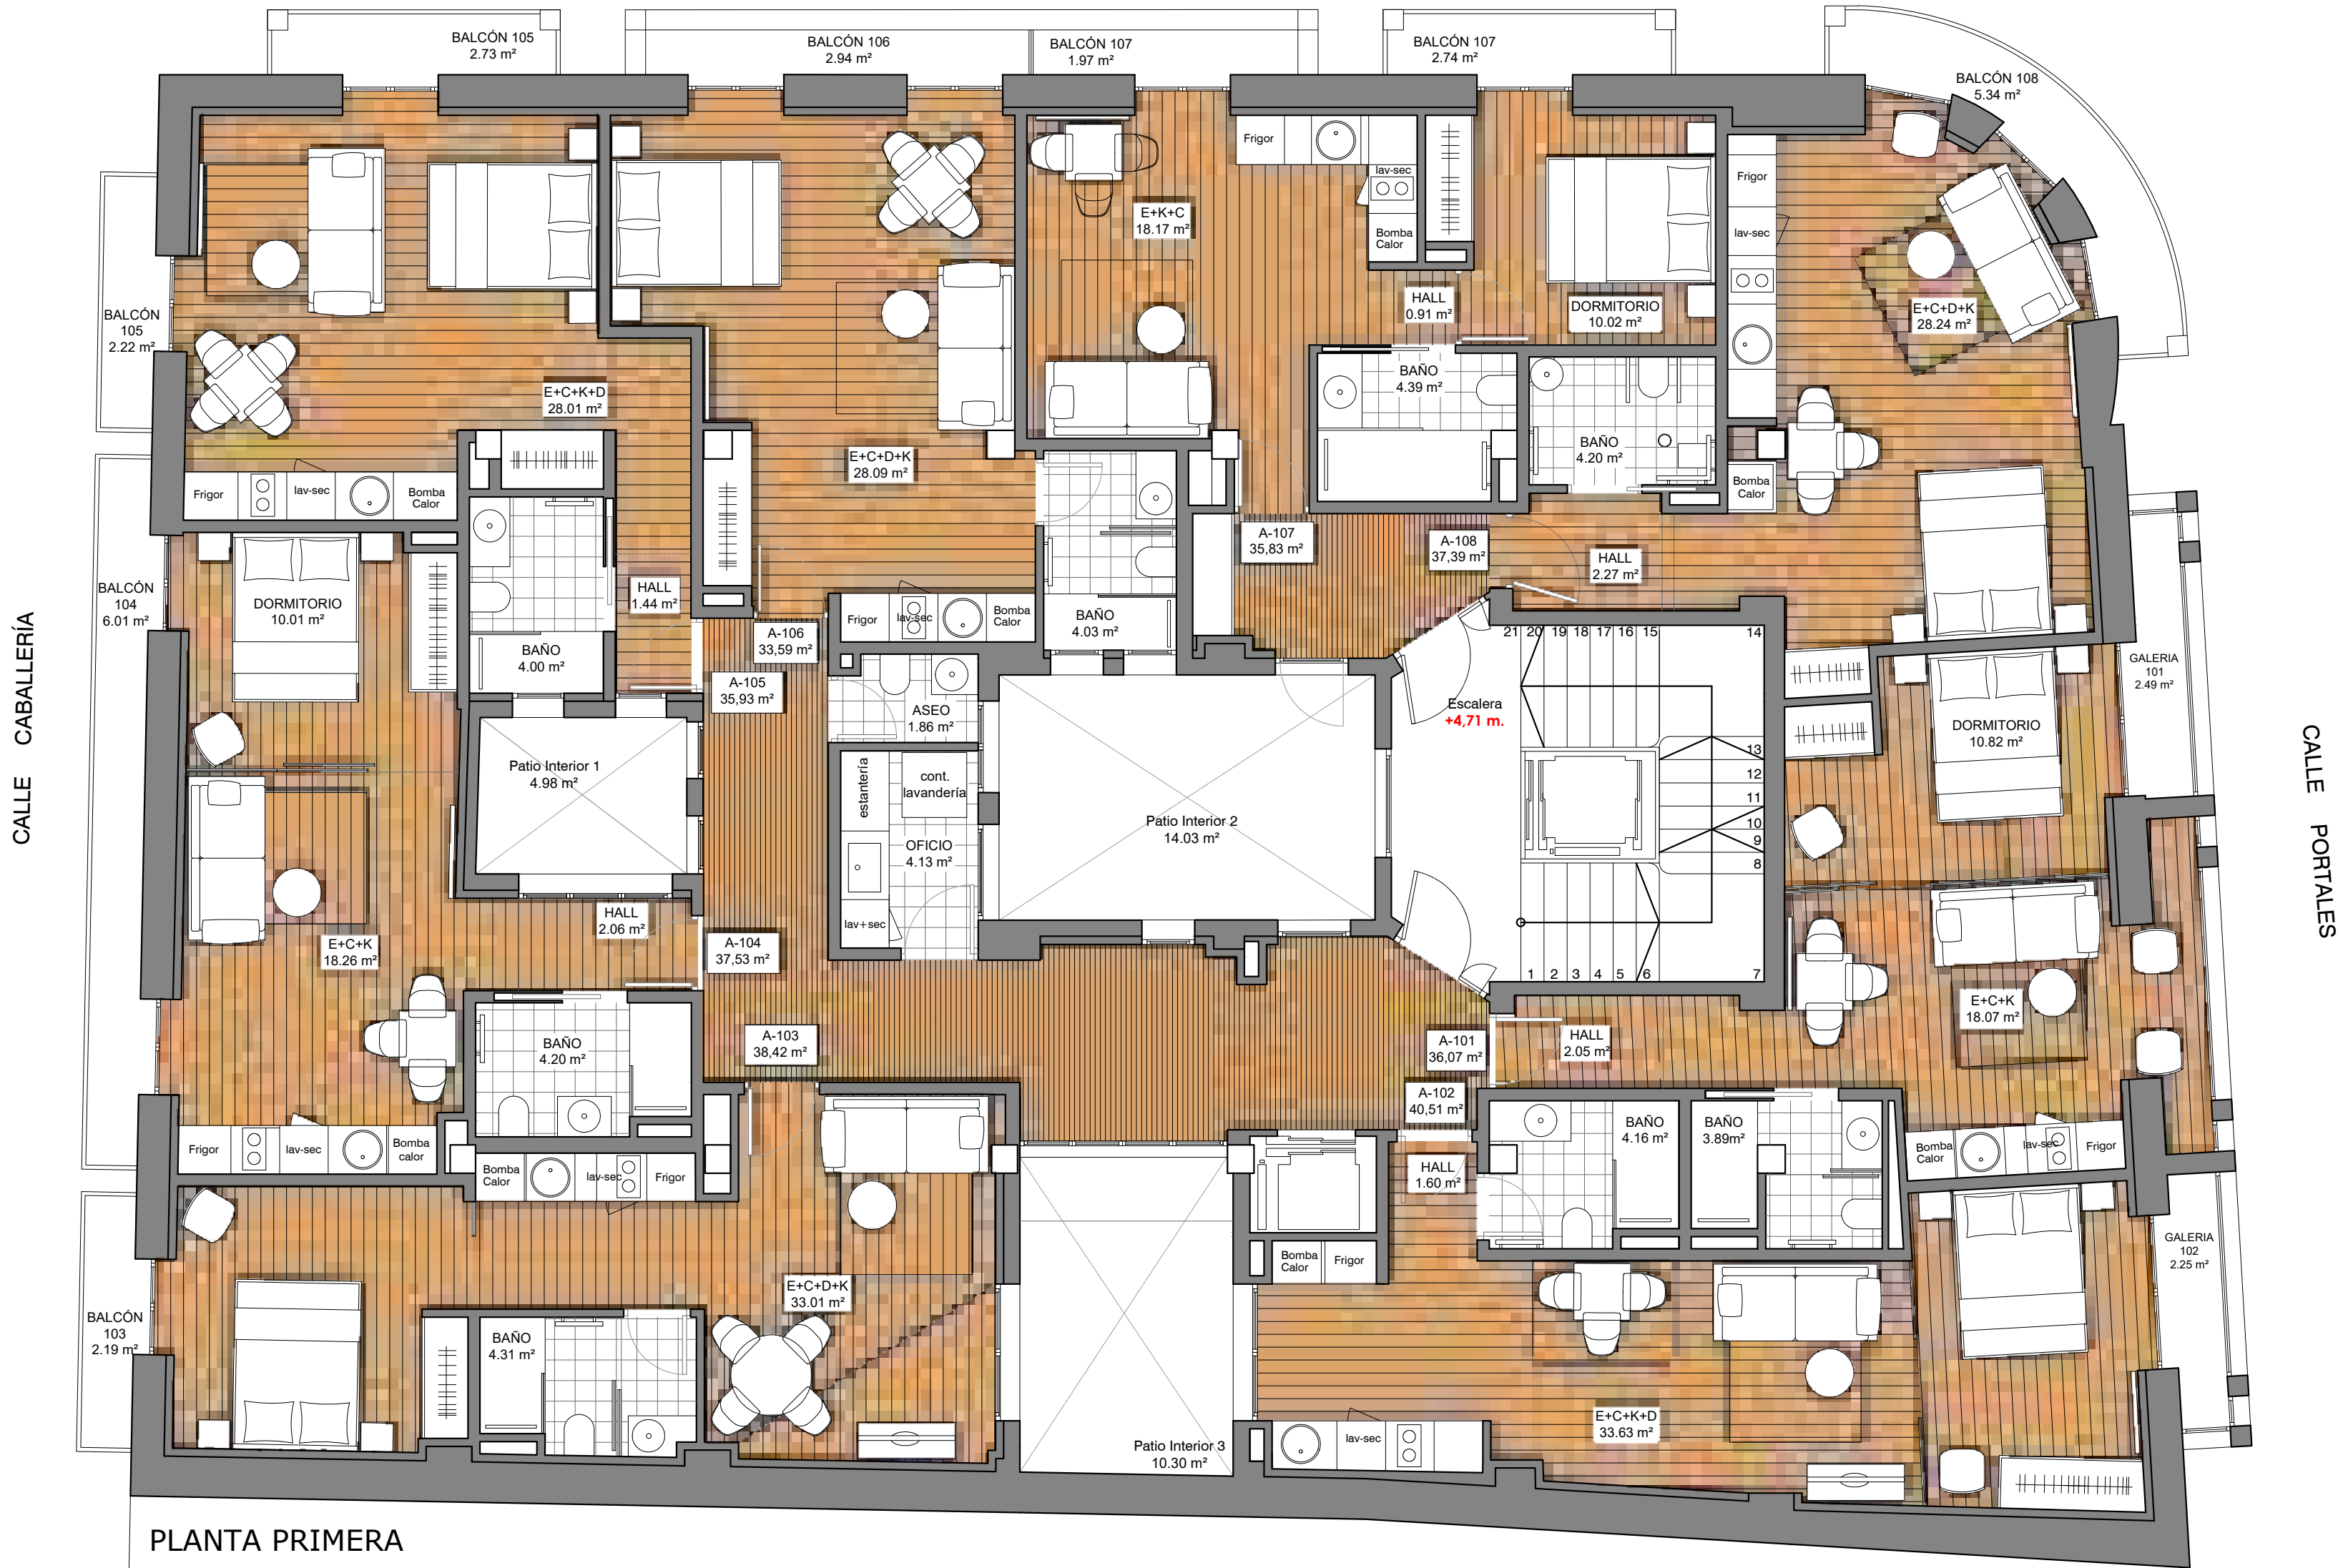 BALCÓN 105
2.73 m²
BALCÓN 106
2.94 m²
BALCÓN 107
1.97 m²
BALCÓN 107
2.74 m²
BALCÓN 108
5.34 m²
Frigor
lav-sec
Bomba
Calor
E+K+C
18.17 m²
HALL
0.91 m²
DORMITORIO
10.02 m²
Frigor
lav-sec
E+C+D+K
28.24 m²
BALCÓN
105
2.22 m²
E+C+K+D
28.01 m²
BAÑO
4.39 m²
BAÑO
4.20 m²
E+C+D+K
28.09 m²
Bomba
Calor
Frigor
lav-sec
Bomba
Calor
A-107
35,83 m²
A-108
37,39 m²
HALL
2.27 m²
BALCÓN
104
6.01 m²
DORMITORIO
10.01 m²
HALL
1.44 m²
BAÑO
4.00 m²
A-106
33,59 m²
Frigor
lav-sec
Bomba
Calor
BAÑO
4.03 m²
A-105
35,93 m²
ASEO
1.86 m²
21 20 19 18 17 16 15 14
Escalera
+4,71 m.
GALERIA
101
2.49 m²
DORMITORIO
10.82 m²
CALLE CABALLERÍA
CALLE PORTALES
Patio Interior 1
4.98 m²
estantería
cont.
lavandería
OFICIO
4.13 m²
lav+sec
Patio Interior 2
14.03 m²
13
12
11
10
9
8
HALL
2.06 m²
E+C+K
18.26 m²
A-104
37,53 m²
1 2 3 4 5 6 7
E+C+K
18.07 m²
A-103
38,42 m²
BAÑO
4.20 m²
A-101
36,07 m²
HALL
2.05 m²
A-102
40,51 m²
BAÑO
4.16 m²
BAÑO
3.89m²
Frigor
lav-sec
Bomba
calor
Bomba
Calor
lav-sec
Frigor
HALL
1.60 m²
Bomba
Calor
lav-sec
Frigor
GALERIA
102
2.25 m²
Bomba
Calor
Frigor
E+C+D+K
33.01 m²
BALCÓN
103
2.19 m²
BAÑO
4.31 m²
Patio Interior 3
10.30 m²
lav-sec
E+C+K+D
33.63 m²
PLANTA PRIMERA